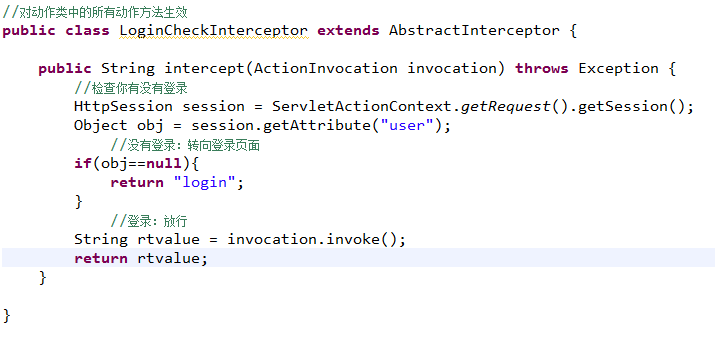 //对动作类中的所有动作方法生效
public class LoginCheckInterceptor extends AbstractInterceptor {
public String intercept(ActionInvocation invocation) throws Exception {
//检查你有没有登录
HttpSession session = ServletActionContext.getRequest().getSession();
Object obj = session.getAttribute("user");
//没有登录：转向登录页面
if(obj==null){
return "login";
}
//登录：放行
String rtvalue = invocation.invoke();
return rtvalue;
}
}